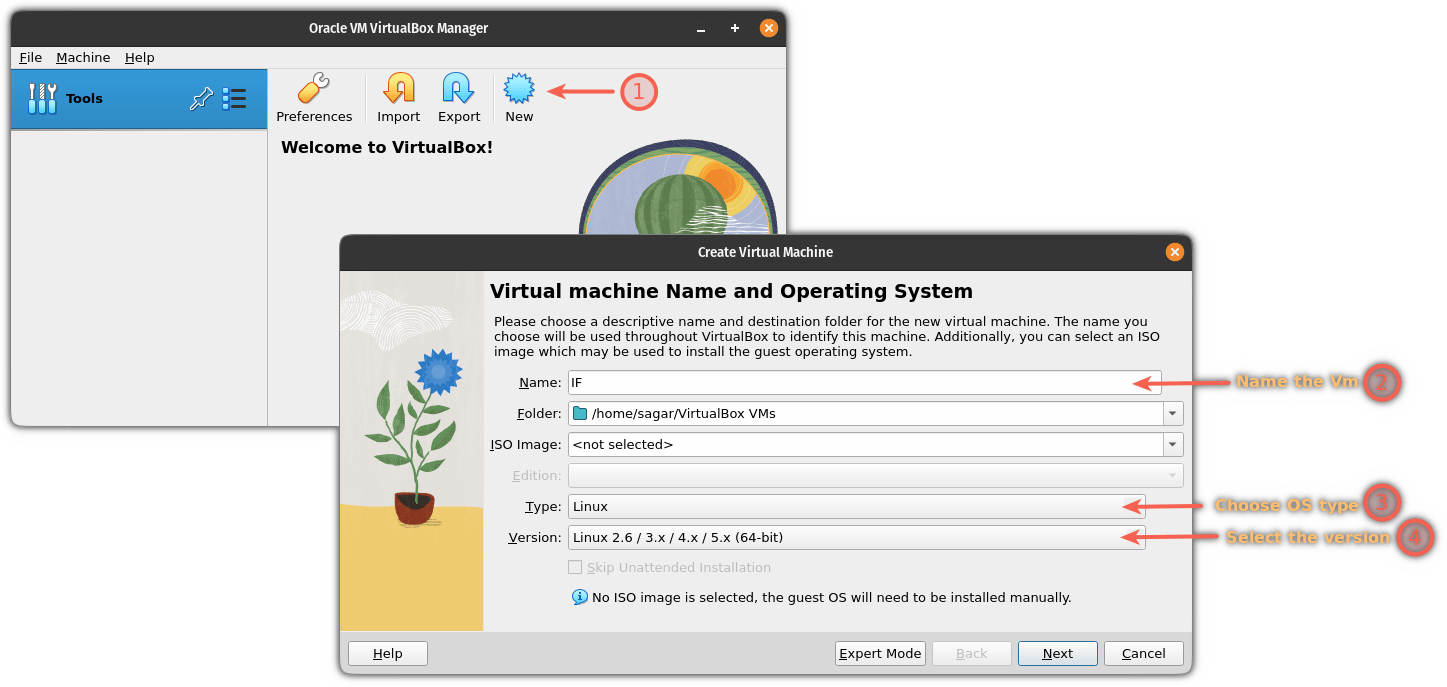 Oracle VM VirtualBox Manager
File Machine Help
Tools
Preferences
Import
Export
New
1
Welcome to VirtualBox!
Create Virtual Machine
Virtual machine Name and Operating System
Please choose a descriptive name and destination folder for the new virtual machine. The name you
choose will be used throughout VirtualBox to identify this machine. Additionally, you can select an ISO
image which may be used to install the guest operating system.
Name: IF
Name the Vm 2
Folder: /home/sagar/VirtualBox VMs
ISO Image: <not selected>
Edition:
Type: Linux
Choose OS type 3
Version: Linux 2.6 / 3.x / 4.x / 5.x (64-bit)
Select the version 4
Skip Unattended Installation
No ISO image is selected, the guest OS will need to be installed manually.
Help
Expert Mode
Back
Next
Cancel